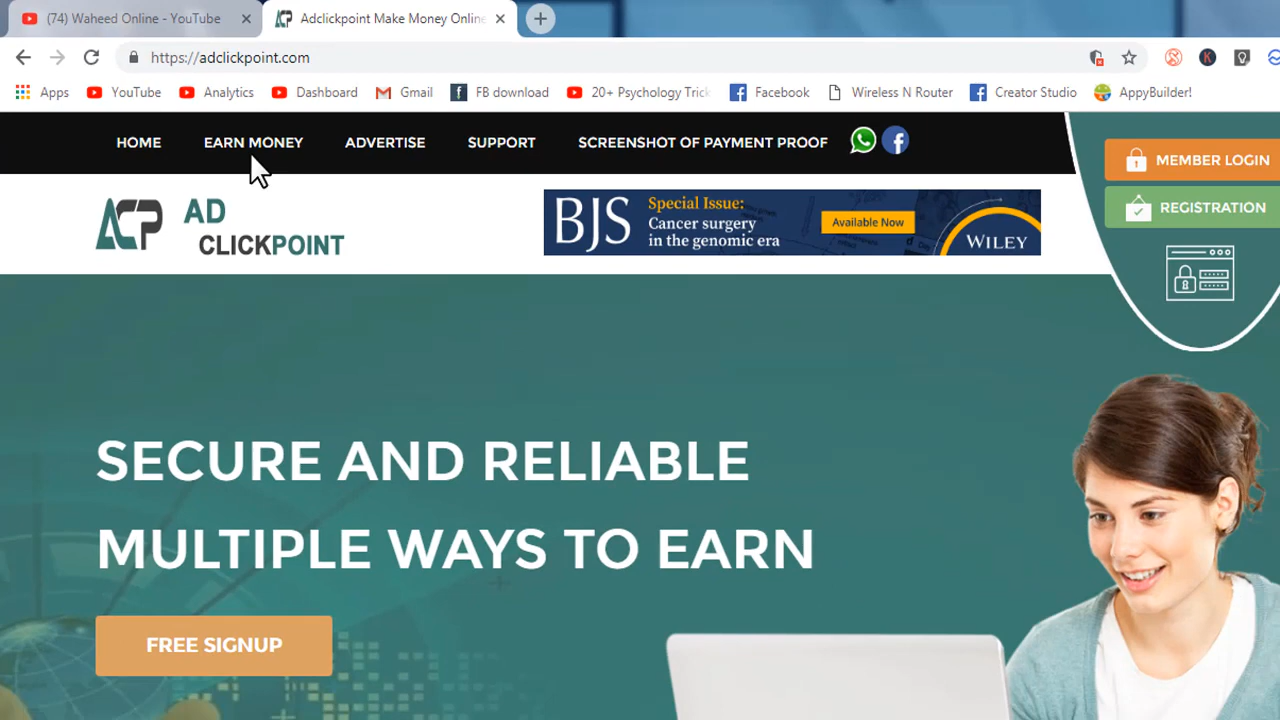 (74) Waheed Online - YouTube
Adclickpoint Make Money Online
https://adclickpoint.com
Apps YouTube Analytics Dashboard Gmail FB download 20+ Psychology Tric Facebook Wireless N Router Creator Studio AppyBuilder!
HOME EARN MONEY ADVERTISE SUPPORT SCREENSHOT OF PAYMENT PROOF
MEMBER LOGIN
REGISTRATION
ACP AD
CLICKPOINT
BJS Special Issue:
Cancer surgery
in the genomic era
Available Now
WILEY
SECURE AND RELIABLE
MULTIPLE WAYS TO EARN
FREE SIGNUP